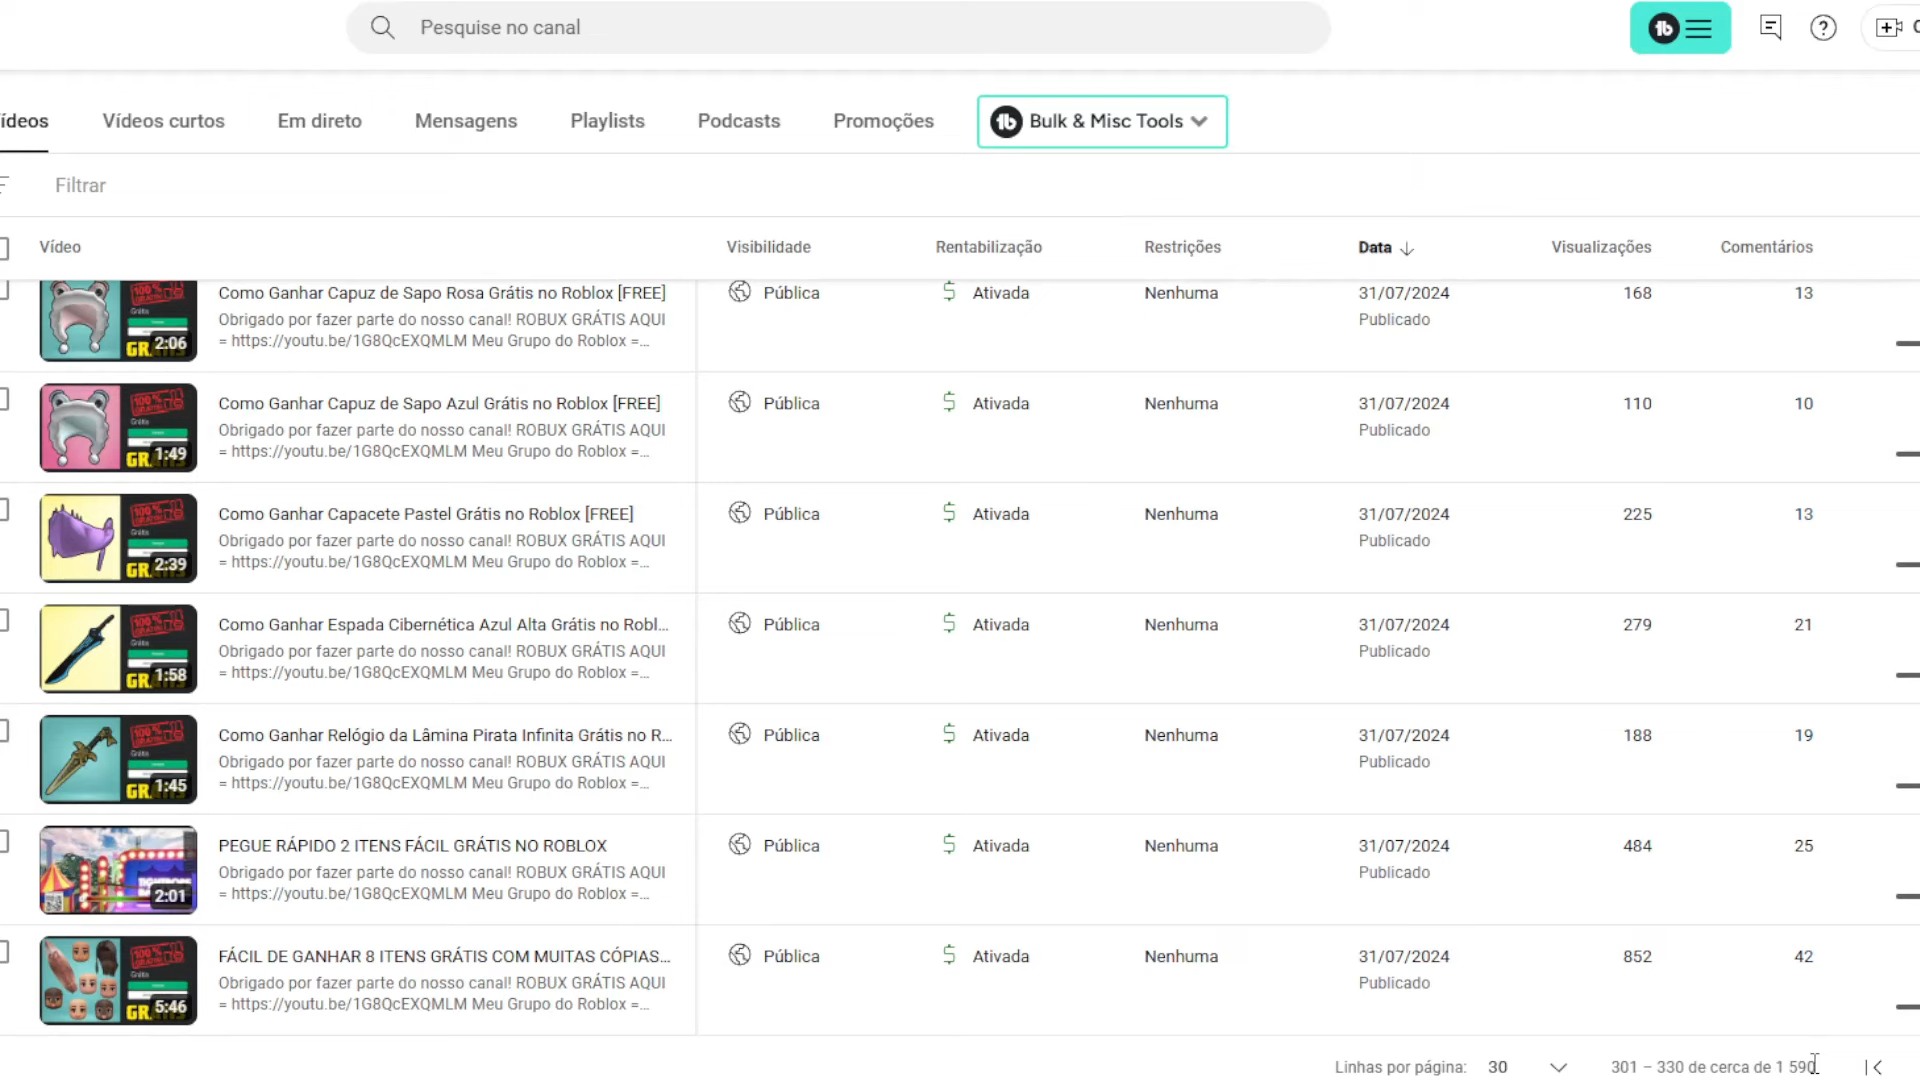 Pesquise no canal
ídeos
Vídeos curtos
Em direto
Mensagens
Playlists
Podcasts
Promoções
Bulk & Misc Tools
Filtrar
Vídeo
Visibilidade
Rentabilização
Restrições
Data
Visualizações
Comentários
2:06
Como Ganhar Capuz de Sapo Rosa Grátis no Roblox [FREE]
Obrigado por fazer parte do nosso canal! ROBUX GRÁTIS AQUI
= https://youtu.be/1G8QcEXQMLM Meu Grupo do Roblox =...
Pública
Ativada
Nenhuma
31/07/2024
Publicado
168
13
100%
Grátis
1:49
Como Ganhar Capuz de Sapo Azul Grátis no Roblox [FREE]
Obrigado por fazer parte do nosso canal! ROBUX GRÁTIS AQUI
= https://youtu.be/1G8QcEXQMLM Meu Grupo do Roblox =...
Pública
Ativada
Nenhuma
31/07/2024
Publicado
110
10
100%
Grátis
2:39
Como Ganhar Capacete Pastel Grátis no Roblox [FREE]
Obrigado por fazer parte do nosso canal! ROBUX GRÁTIS AQUI
= https://youtu.be/1G8QcEXQMLM Meu Grupo do Roblox =...
Pública
Ativada
Nenhuma
31/07/2024
Publicado
225
13
100%
Grátis
1:58
Como Ganhar Espada Cibernética Azul Alta Grátis no Robl...
Obrigado por fazer parte do nosso canal! ROBUX GRÁTIS AQUI
= https://youtu.be/1G8QcEXQMLM Meu Grupo do Roblox =...
Pública
Ativada
Nenhuma
31/07/2024
Publicado
279
21
100%
Grátis
1:45
Como Ganhar Relógio da Lâmina Pirata Infinita Grátis no R...
Obrigado por fazer parte do nosso canal! ROBUX GRÁTIS AQUI
= https://youtu.be/1G8QcEXQMLM Meu Grupo do Roblox =...
Pública
Ativada
Nenhuma
31/07/2024
Publicado
188
19
2:01
PEGUE RÁPIDO 2 ITENS FÁCIL GRÁTIS NO ROBLOX
Obrigado por fazer parte do nosso canal! ROBUX GRÁTIS AQUI
= https://youtu.be/1G8QcEXQMLM Meu Grupo do Roblox =...
Pública
Ativada
Nenhuma
31/07/2024
Publicado
484
25
100%
Grátis
5:46
FÁCIL DE GANHAR 8 ITENS GRÁTIS COM MUITAS CÓPIAS...
Obrigado por fazer parte do nosso canal! ROBUX GRÁTIS AQUI
= https://youtu.be/1G8QcEXQMLM Meu Grupo do Roblox =...
Pública
Ativada
Nenhuma
31/07/2024
Publicado
852
42
Linhas por página: 30
301 – 330 de cerca de 1 590